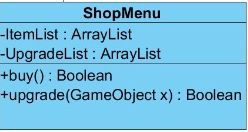 ShopMenu
-ItemList : ArrayList
-UpgradeList : ArrayList
+buy() : Boolean
+upgrade(GameObject x) : Boolean